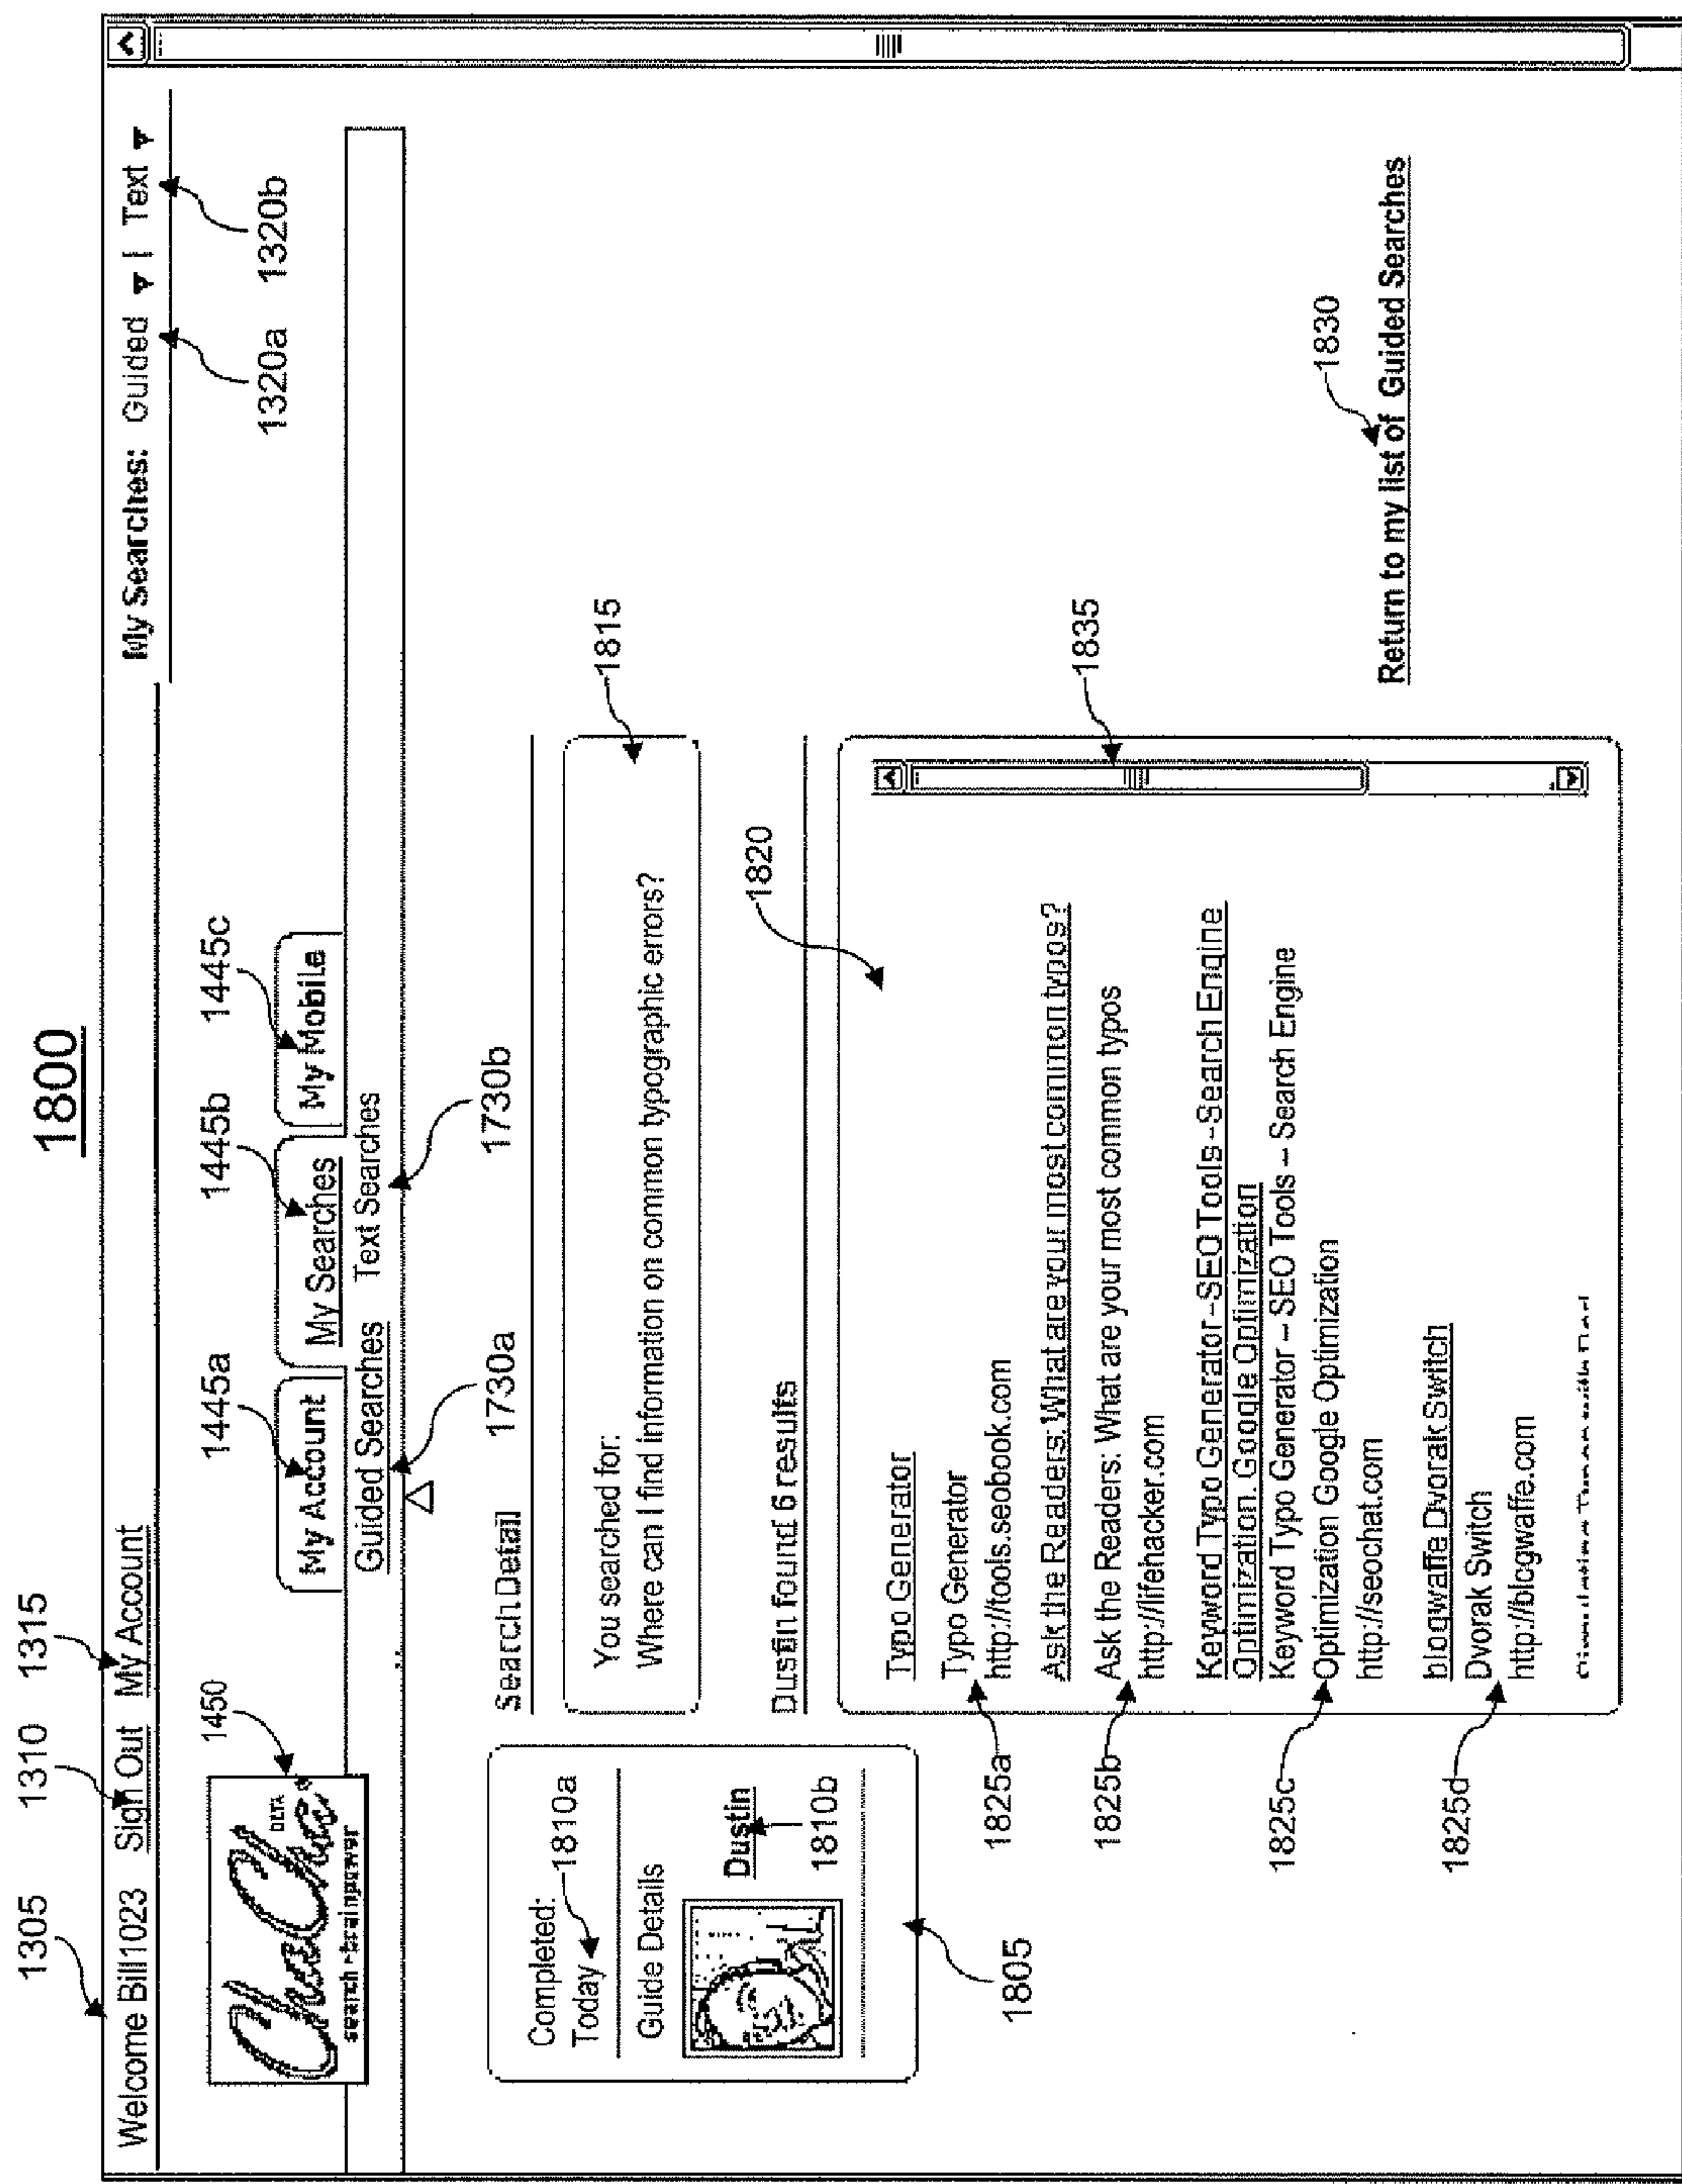 1800
1305
1310
1315
Welcome Bill1023 Sign Out My Account
My Searches: Guided | Text
1320a
1320b
1450
ChaCha
BETA
search + brainpower
1445a
1445b
1445c
My Account
My Searches
My Mobile
Guided Searches
Text Searches
1730a
1730b
Completed:
Today
1810a
Guide Details
Dustin
1810b
1805
Search Detail
You searched for:
Where can I find information on common typographic errors?
1815
Dustin found 6 results
1820
1835
Typo Generator
Typo Generator
http://tools.seobook.com
1825a
Ask the Readers: What are your most common typos?
Ask the Readers: What are your most common typos
http://lifehacker.com
1825b
Keyword Typo Generator - SEO Tools - Search Engine
Optimization. Google Optimization
Keyword Typo Generator – SEO Tools – Search Engine
Optimization Google Optimization
http://seochat.com
1825c
blogwaffe Dvorak Switch
Dvorak Switch
http://blogwaffe.com
1825d
1830
Return to my list of Guided Searches